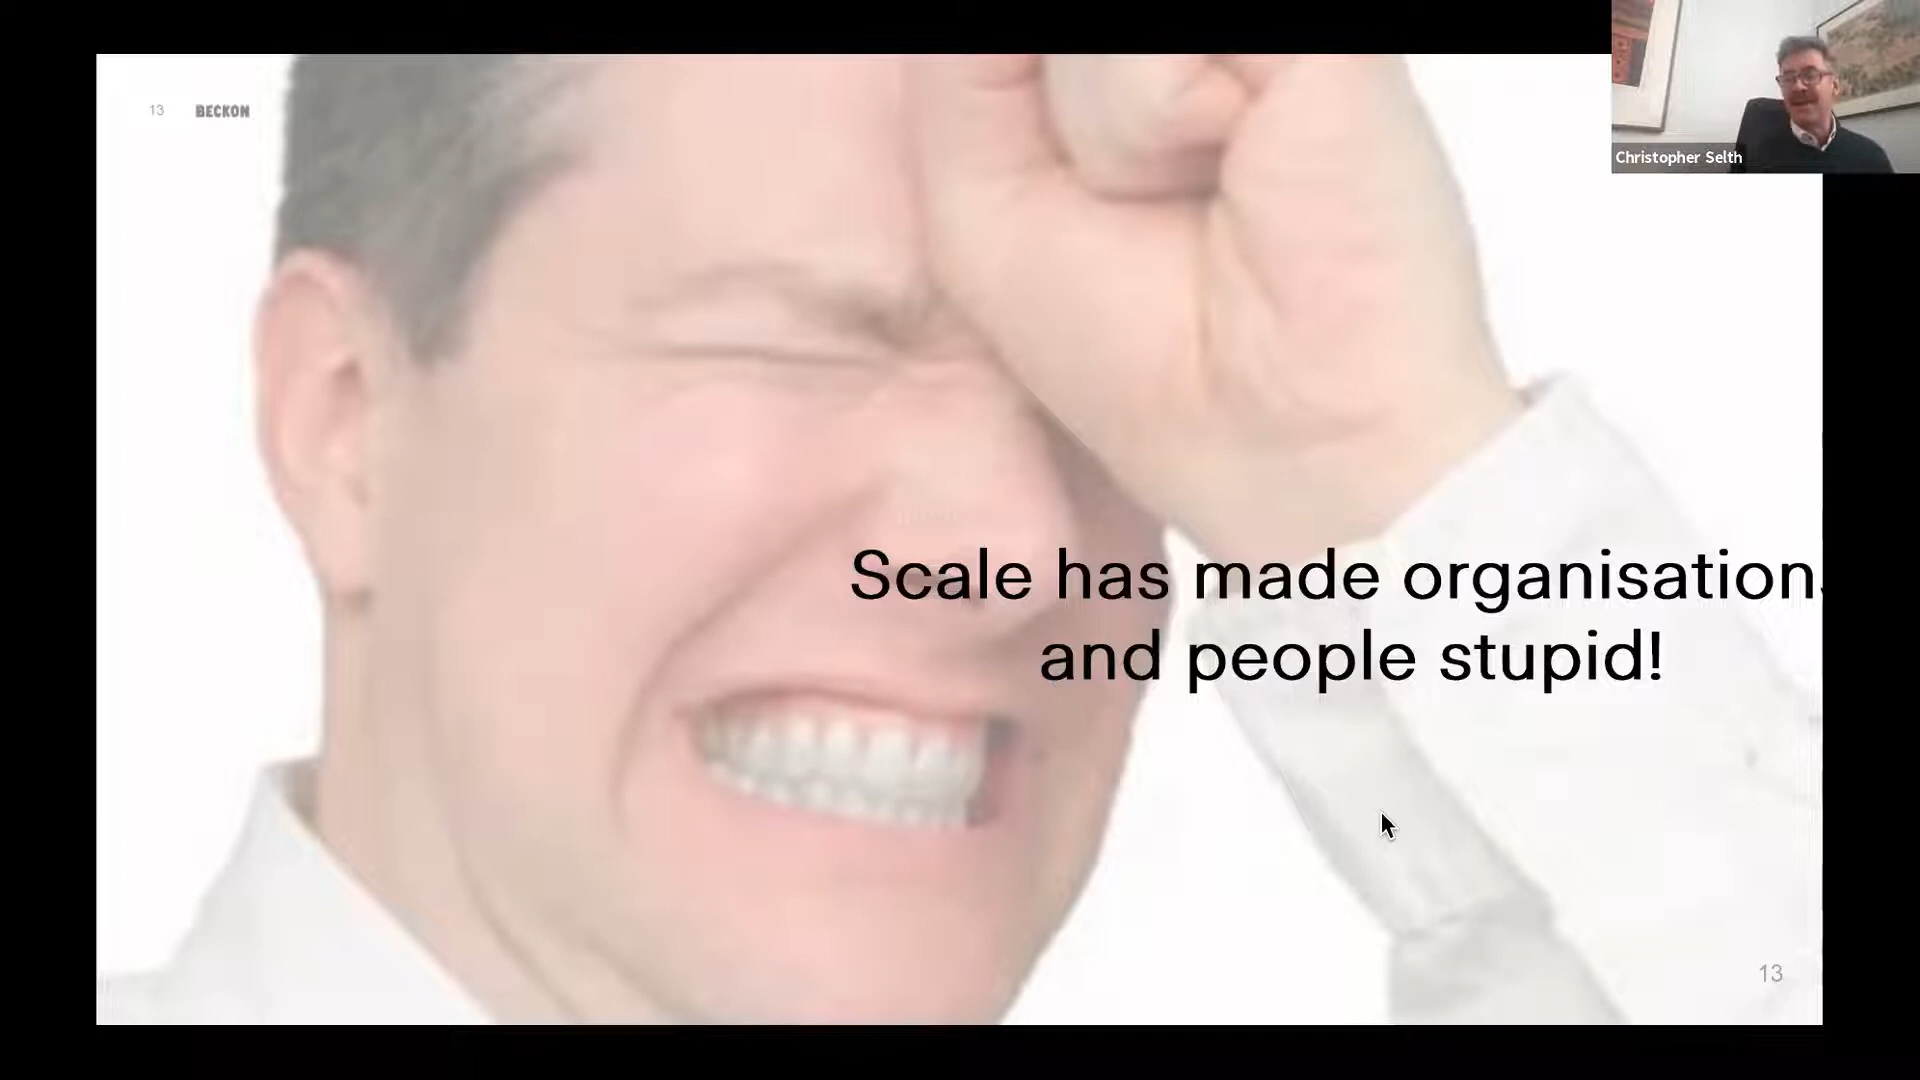 13 BECKON
Christopher Selth
Scale has made organisation
and people stupid!
13